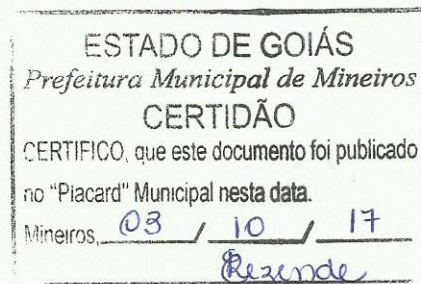 ESTADO DE GOIÁS
Prefeitura Municipal de Mineiros
CERTIDÃO
CERTIFICO, que este documento foi publicado
no "Placard" Municipal nesta data.
Mineiros, 03 / 10 / 17
Rezende